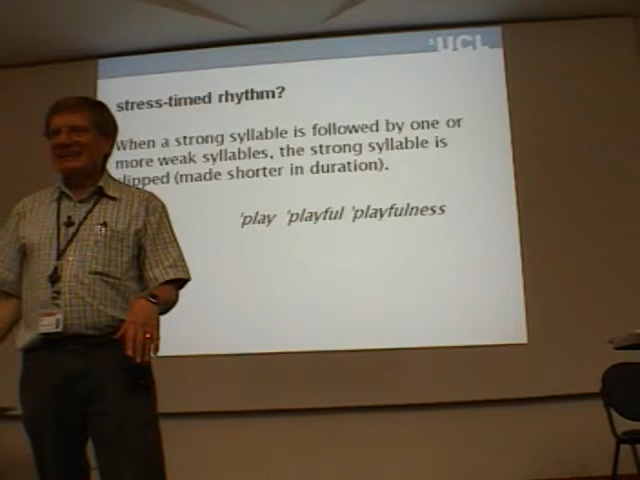 'UCL
stress-timed rhythm?
When a strong syllable is followed by one or
more weak syllables, the strong syllable is
clipped (made shorter in duration).
'play 'playful 'playfulness